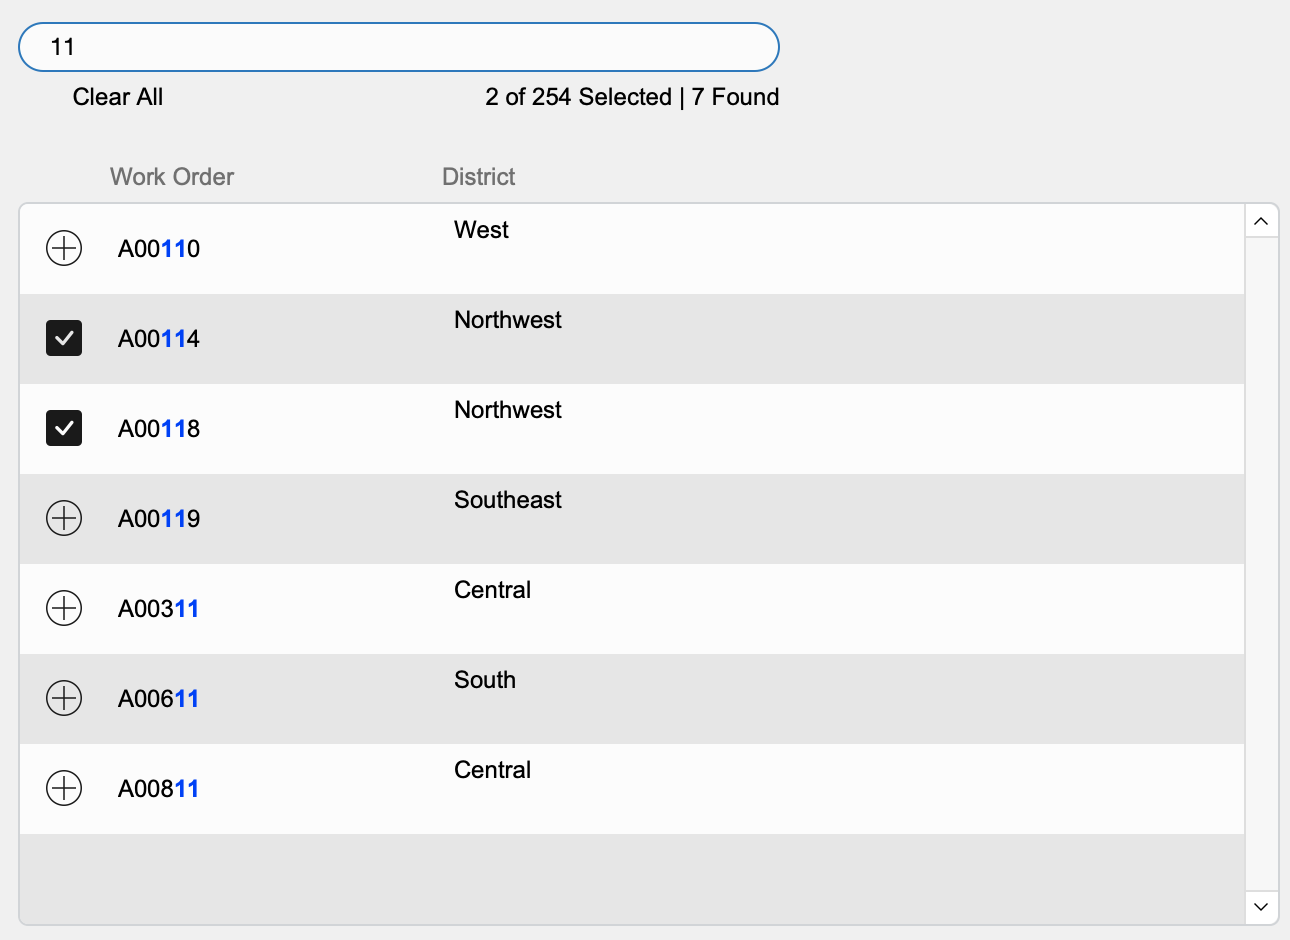 11
Clear All 2 of 254 Selected | 7 Found
Work Order District
A00110 West
A00114 Northwest
A00118 Northwest
A00119 Southeast
A00311 Central
A00611 South
A00811 Central